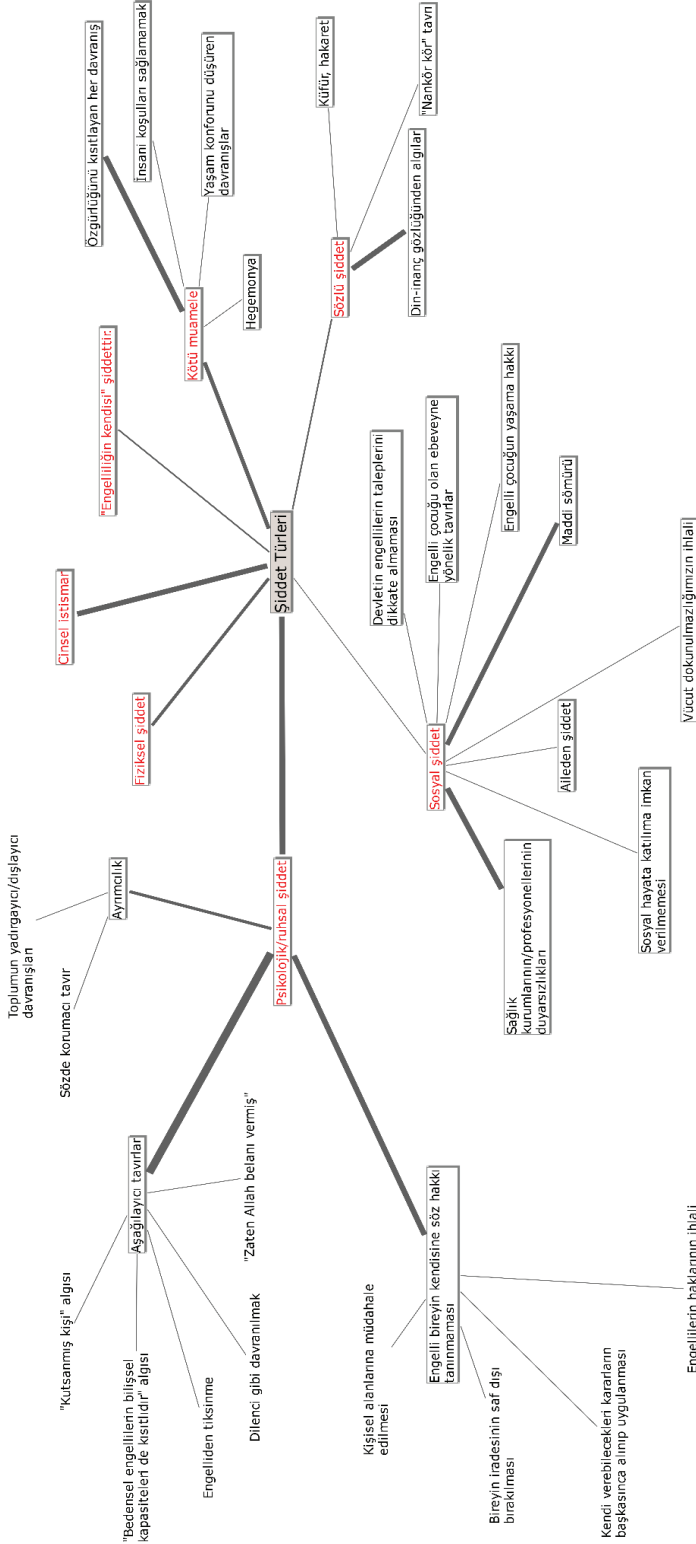 Şiddet Türleri
Cinsel istismar
Fiziksel şiddet
"Engelliliğin kendisi" şiddettir.
Kötü muamele
Özgürlüğünü kısıtlayan her davranış
İnsani koşulları sağlamamak
Yaşam konforunu düşüren
davranışlar
Hegemonya
Sözlü şiddet
Küfür, hakaret
"Nankör kör" tavrı
Din-inanç gözlüğünden algılar
Sosyal şiddet
Devletin engellilerin taleplerini
dikkate almaması
Engelli çocuğu olan ebeveyne
yönelik tavırlar
Engelli çocuğun yaşama hakkı
Maddi sömürü
Vücut dokunulmazlığımızın ihlali
Aileden şiddet
Sosyal hayata katılıma imkan
verilmemesi
Sağlık
kurumlarının/profesyonellerinin
duyarsızlıkları
Psikolojik/ruhsal şiddet
Ayrımcılık
Toplumun yadırgayıcı/dışlayıcı
davranışları
Sözde korumacı tavır
Aşağılayıcı tavırlar
"Kutsanmış kişi" algısı
"Bedensel engellilerin bilişsel
kapasiteleri de kısıtlıdır" algısı
Engelliden tiksinme
Dilenci gibi davranılmak
"Zaten Allah belanı vermiş"
Engelli bireyin kendisine söz hakkı
tanınmaması
Kişisel alanlarına müdahale
edilmesi
Bireyin iradesinin saf dışı
bırakılması
Kendi verebilecekleri kararların
başkasınca alınıp uygulanması
Engellilerin haklarının ihlali